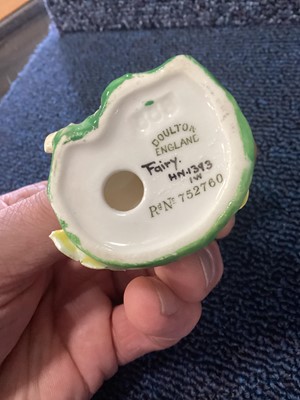 DOULTON
ENGLAND
Fairy.
HN.1393
Rd No 752760